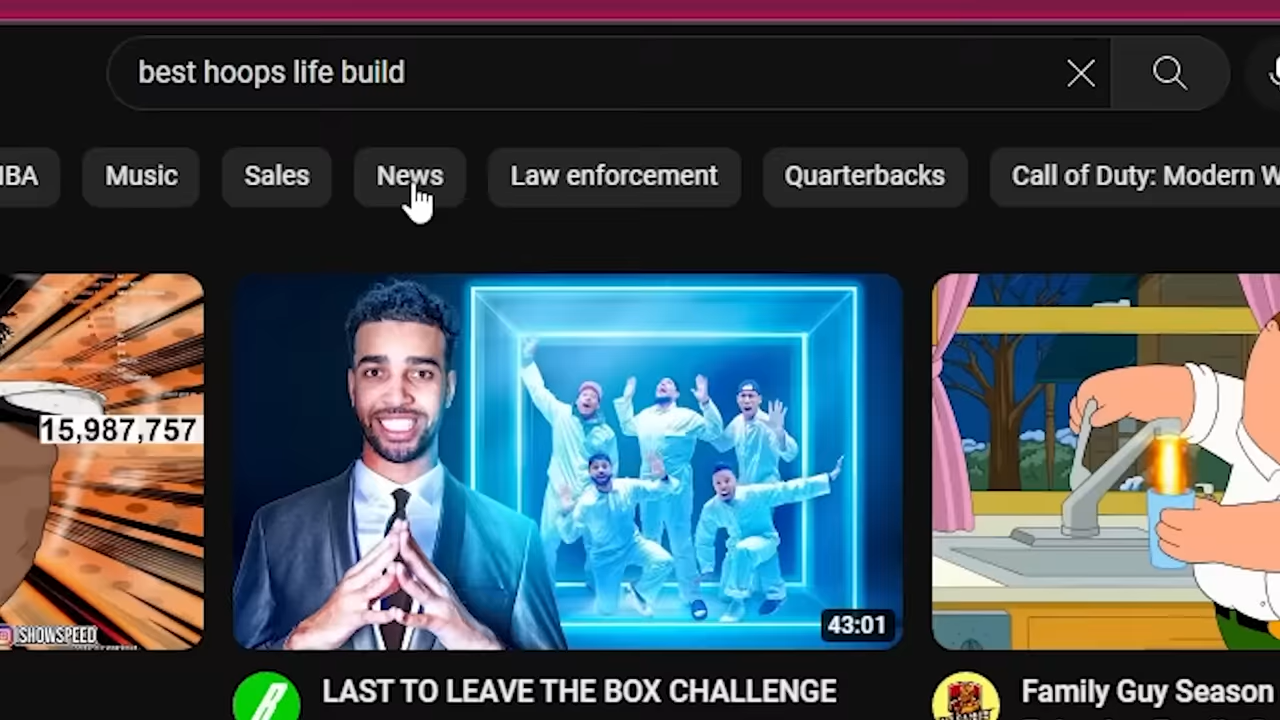 best hoops life build
Music
Sales
News
Law enforcement
Quarterbacks
Call of Duty: Modern
15,987,757
ISHOWSPEED
43:01
LAST TO LEAVE THE BOX CHALLENGE
Family Guy Season